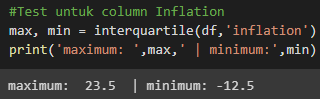 #Test untuk column Inflation
max, min = interquartile(df,'inflation')
print('maximum: ',max,' | minimum:',min)
maximum:  23.5  | minimum: -12.5